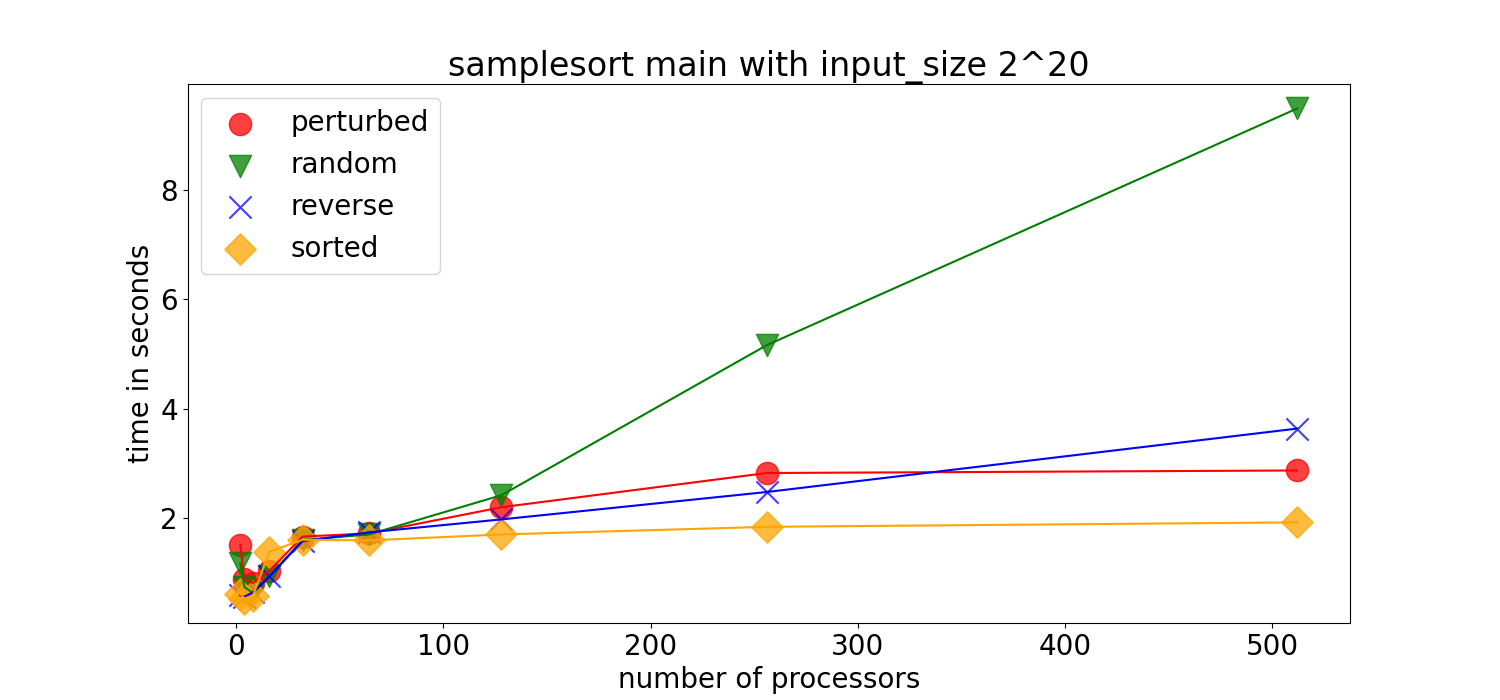 samplesort main with input_size 2^20
perturbed
random
reverse
sorted
time in seconds
8
6
4
2
0 100 200 300 400 500
number of processors